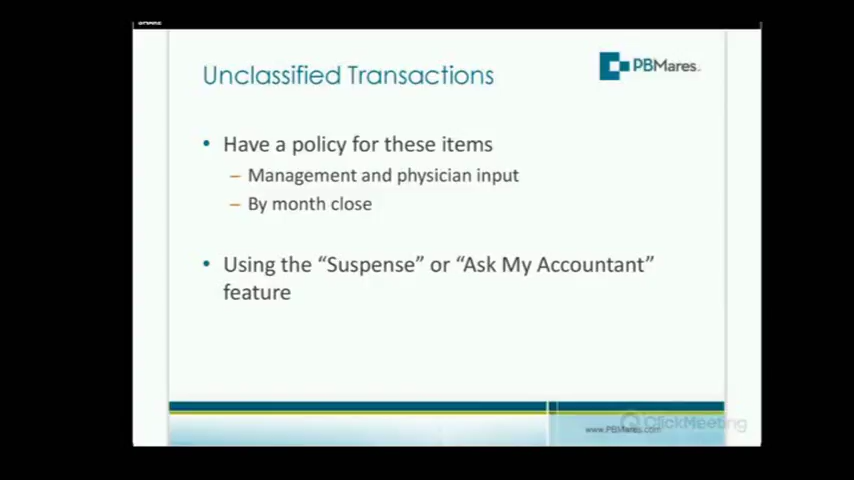 Unclassified Transactions
PBMares
• Have a policy for these items
– Management and physician input
– By month close
• Using the “Suspense” or “Ask My Accountant”
feature
www.PBMares.com
ClickMeeting